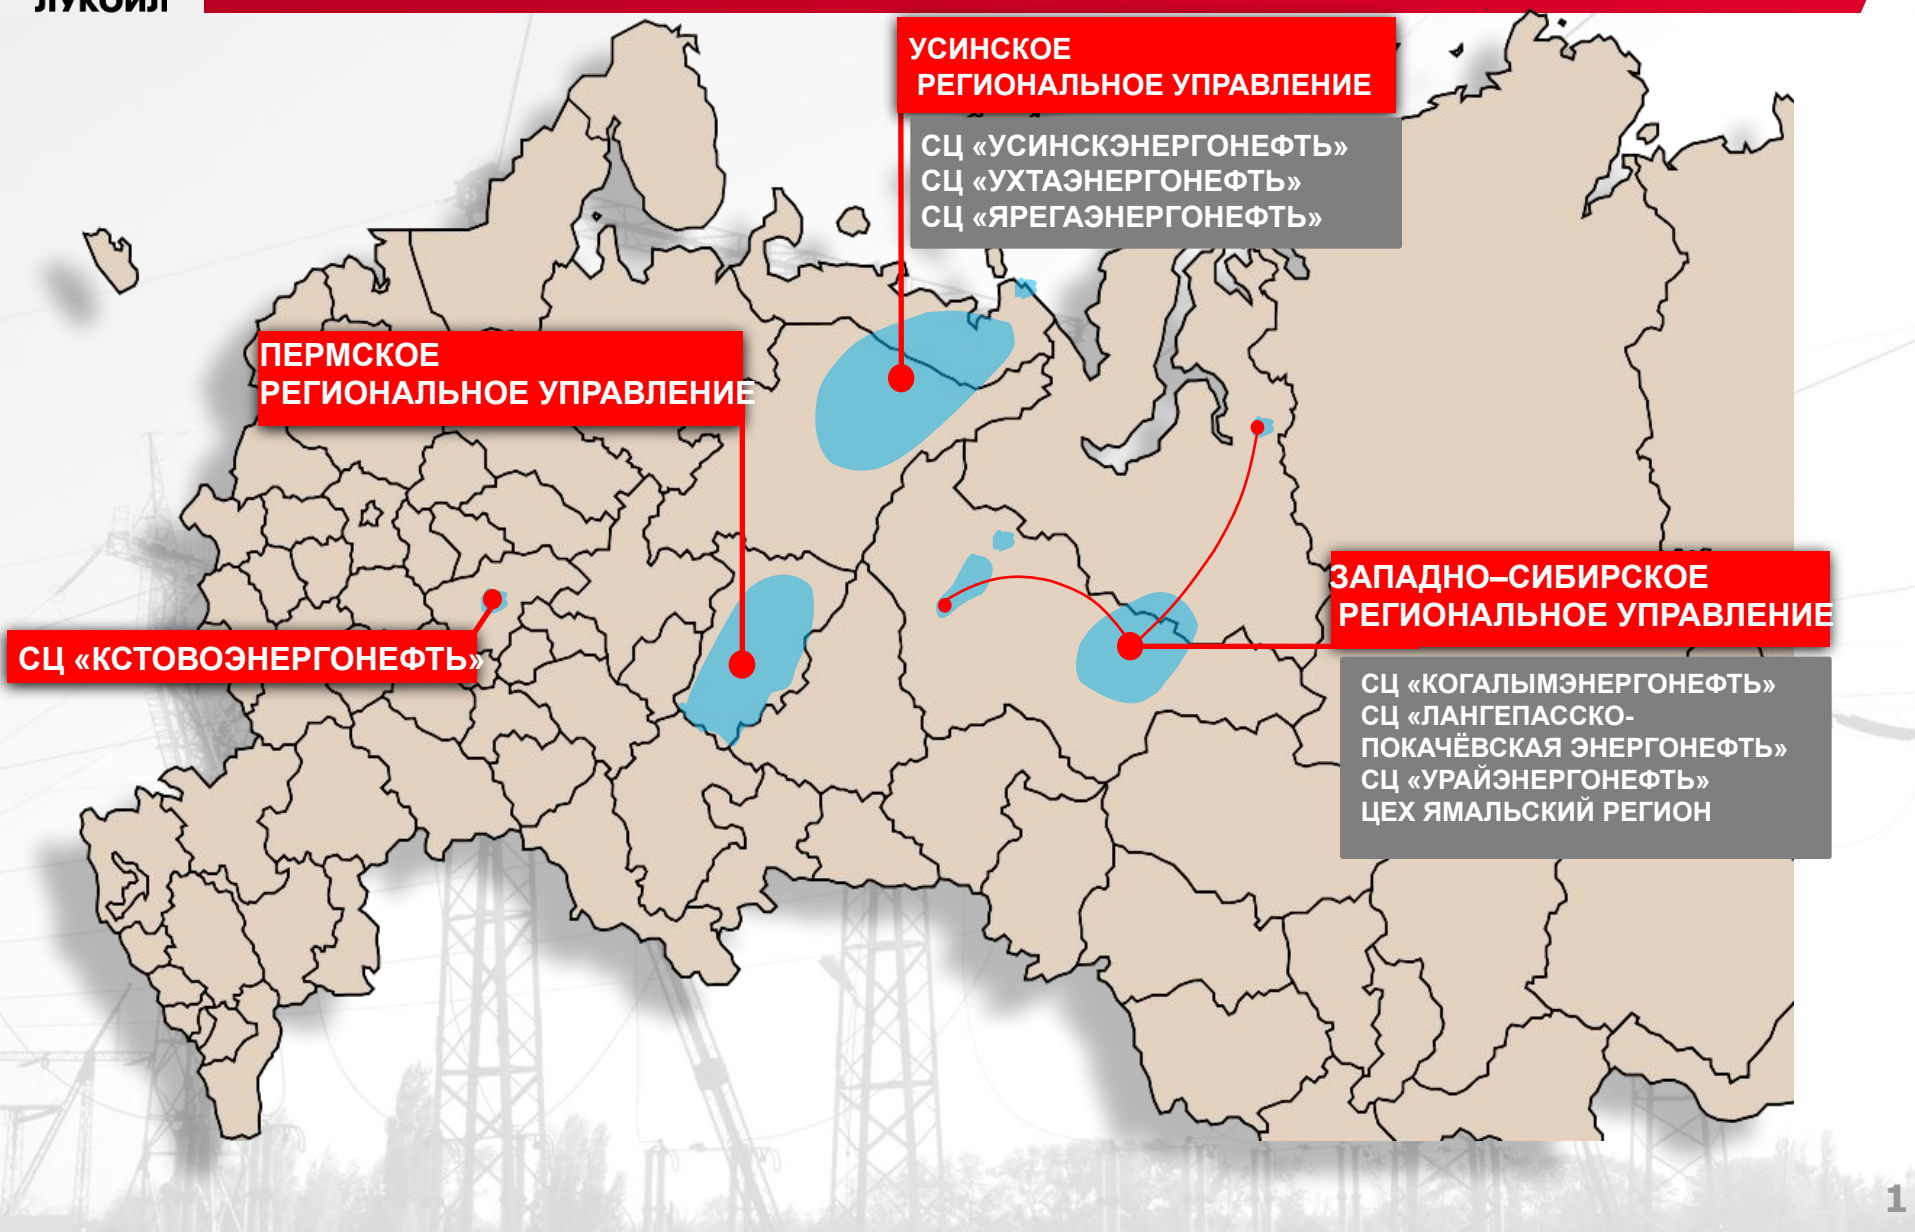 ЛУКОЙЛ
УСИНСКОЕ
РЕГИОНАЛЬНОЕ УПРАВЛЕНИЕ
СЦ «УСИНСКЭНЕРГОНЕФТЬ»
СЦ «УХТАЭНЕРГОНЕФТЬ»
СЦ «ЯРЕГАЭНЕРГОНЕФТЬ»
ПЕРМСКОЕ
РЕГИОНАЛЬНОЕ УПРАВЛЕНИЕ
СЦ «КСТОВОЭНЕРГОНЕФТЬ»
ЗАПАДНО–СИБИРСКОЕ
РЕГИОНАЛЬНОЕ УПРАВЛЕНИЕ
СЦ «КОГАЛЫМЭНЕРГОНЕФТЬ»
СЦ «ЛАНГЕПАССКО-
ПОКАЧЁВСКАЯ ЭНЕРГОНЕФТЬ»
СЦ «УРАЙЭНЕРГОНЕФТЬ»
ЦЕХ ЯМАЛЬСКИЙ РЕГИОН
1